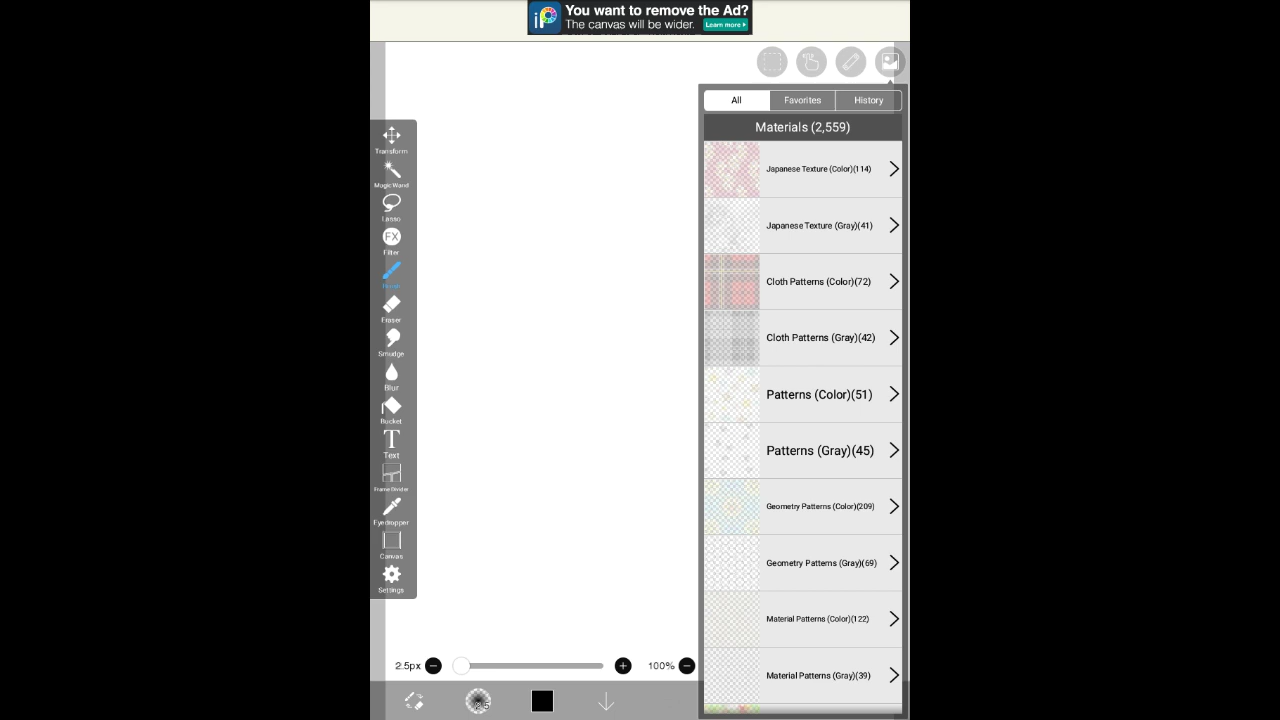 iP
You want to remove the Ad?
The canvas will be wider.
Learn more
All
Favorites
History
Materials (2,559)
Japanese Texture (Color)(114)
Japanese Texture (Gray)(41)
Cloth Patterns (Color)(72)
Cloth Patterns (Gray)(42)
Patterns (Color)(51)
Patterns (Gray)(45)
Geometry Patterns (Color)(209)
Geometry Patterns (Gray)(69)
Material Patterns (Color)(122)
Material Patterns (Gray)(39)
Transform
Magic Wand
Lasso
FX
Filter
Brush
Eraser
Smudge
Blur
Bucket
T
Text
Frame Divider
Eyedropper
Canvas
Settings
2.5px
100%